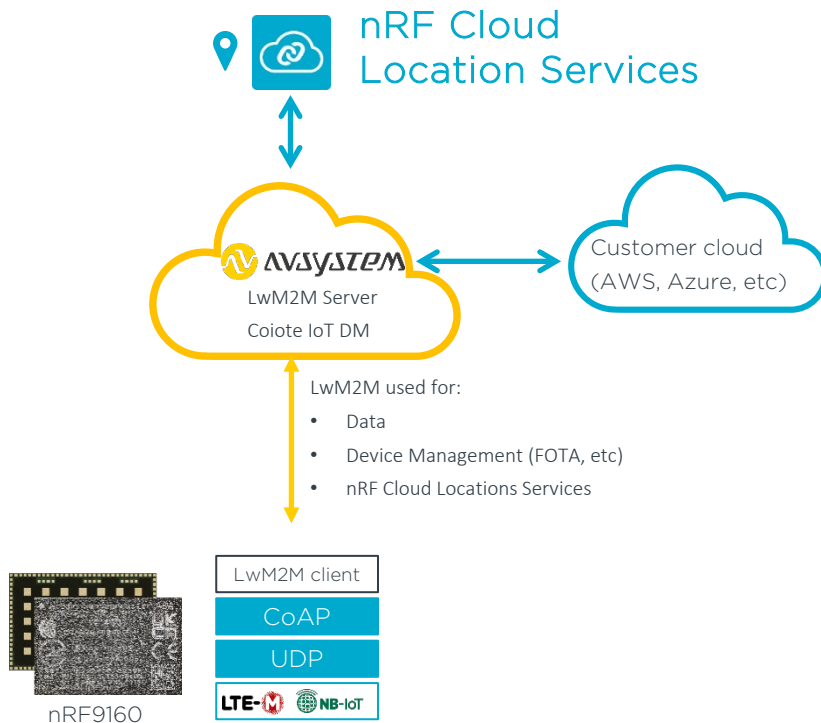 nRF Cloud
Location Services
AVSYSTEM
LwM2M Server
Coiote IoT DM
Customer cloud
(AWS, Azure, etc)
LwM2M used for:
• Data
• Device Management (FOTA, etc)
• nRF Cloud Locations Services
LwM2M client
CoAP
UDP
LTE-M NB-IoT
nRF9160